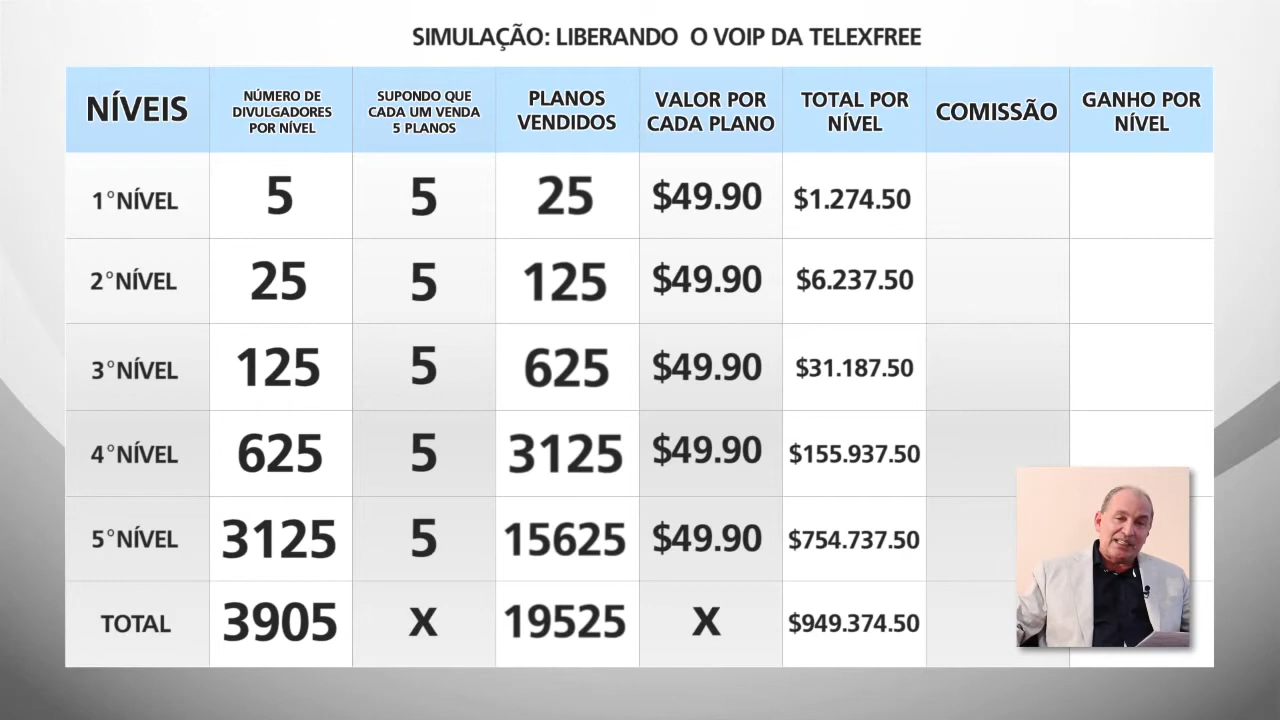 SIMULAÇÃO: LIBERANDO O VOIP DA TELEXFREE
NÍVEIS
NÚMERO DE
DIVULGADORES
POR NÍVEL
SUPONDO QUE
CADA UM VENDA
5 PLANOS
PLANOS
VENDIDOS
VALOR POR
CADA PLANO
TOTAL POR
NÍVEL
COMISSÃO
GANHO POR
NÍVEL
1°NÍVEL 5 5 25 $49.90 $1.274.50
2°NÍVEL 25 5 125 $49.90 $6.237.50
3°NÍVEL 125 5 625 $49.90 $31.187.50
4°NÍVEL 625 5 3125 $49.90 $155.937.50
5°NÍVEL 3125 5 15625 $49.90 $754.737.50
TOTAL 3905 X 19525 X $949.374.50